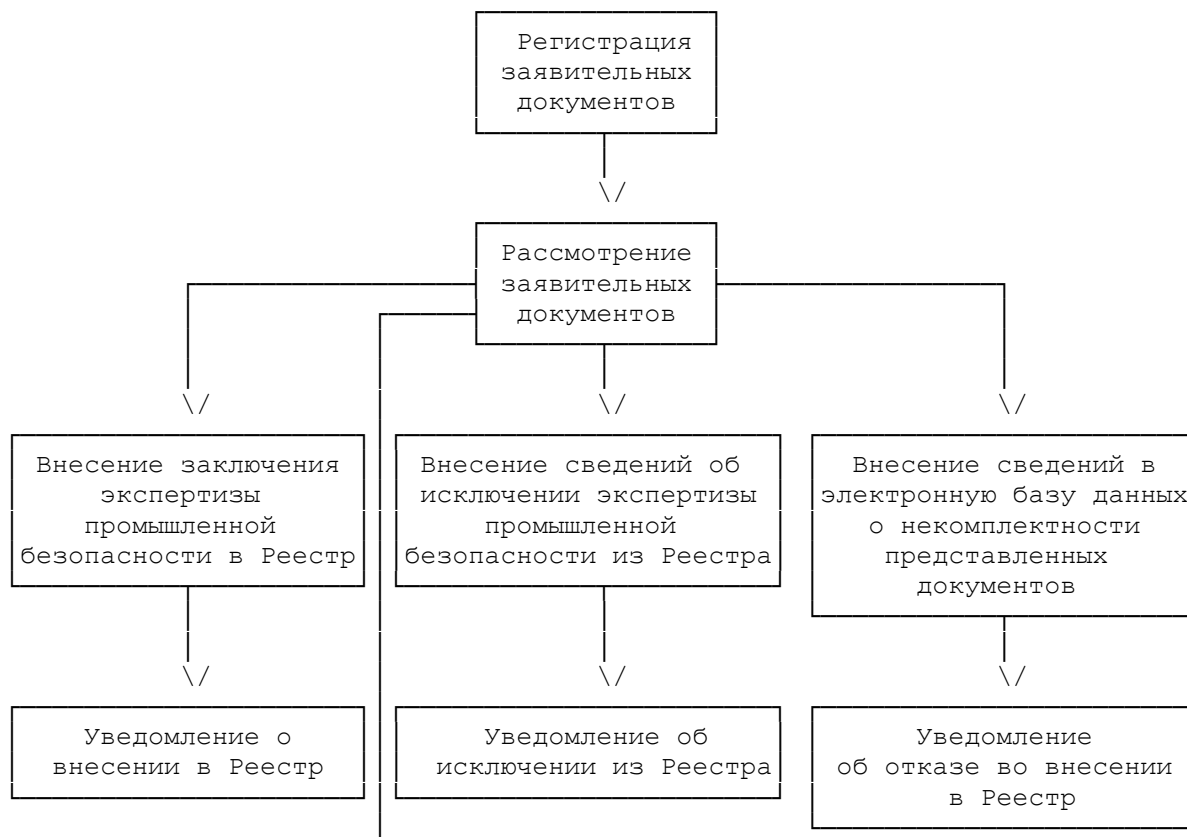 Регистрация
заявительных
документов
\/
Рассмотрение
заявительных
документов
\/
\/
\/
Внесение заключения
экспертизы
промышленной
безопасности в Реестр
Внесение сведений об
исключении экспертизы
промышленной
безопасности из Реестра
Внесение сведений в
электронную базу данных
о некомплектности
представленных
документов
\/
\/
\/
Уведомление о
внесении в Реестр
Уведомление об
исключении из Реестра
Уведомление
об отказе во внесении
в Реестр